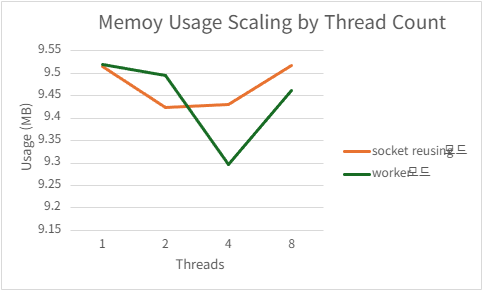 Memoy Usage Scaling by Thread Count
9.55
9.5
9.45
9.4
9.35
9.3
9.25
9.2
9.15
Usage (MB)
1 2 4 8
Threads
socket reusing모드
worker모드